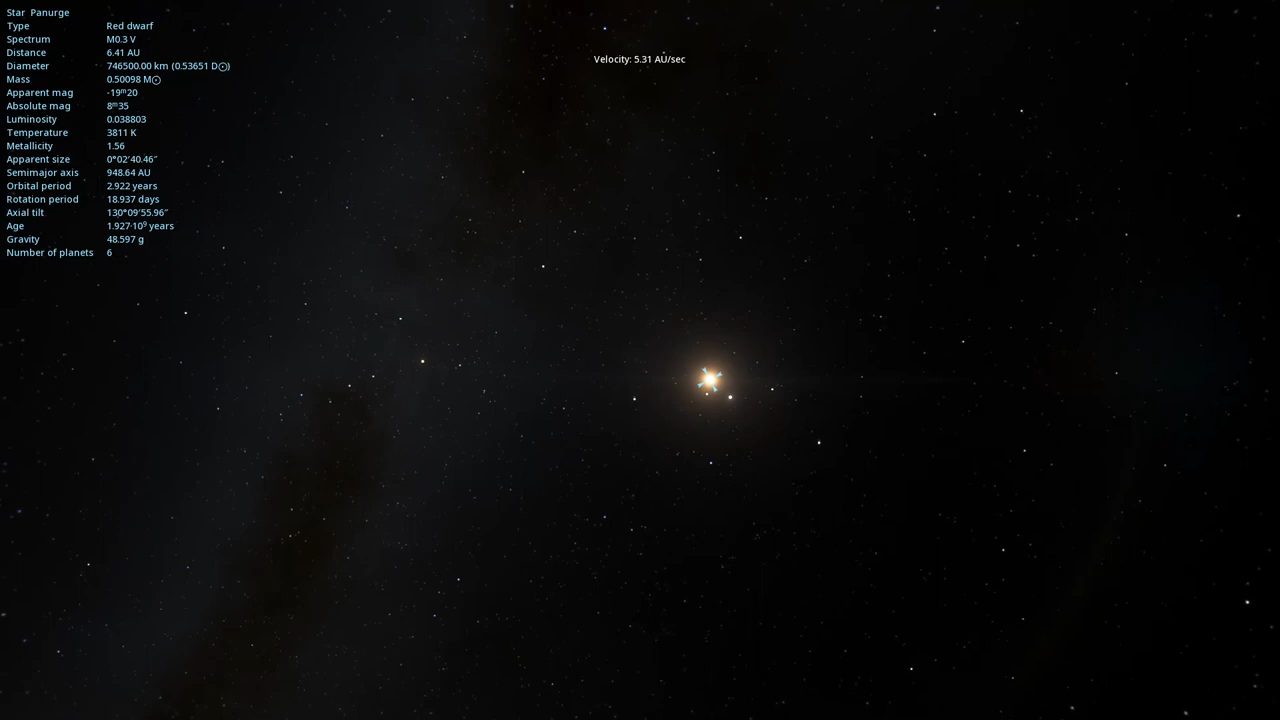 Star Panurge
Type Red dwarf
Spectrum M0.3 V
Distance 6.41 AU
Diameter 746500.00 km (0.53651 D☉)
Mass 0.50098 M☉
Apparent mag -19ᵐ20
Absolute mag 8ᵐ35
Luminosity 0.038803
Temperature 3811 K
Metallicity 1.56
Apparent size 0°02′40.46″
Semimajor axis 948.64 AU
Orbital period 2.922 years
Rotation period 18.937 days
Axial tilt 130°09′55.96″
Age 1.927·10⁹ years
Gravity 48.597 g
Number of planets 6
Velocity: 5.31 AU/sec